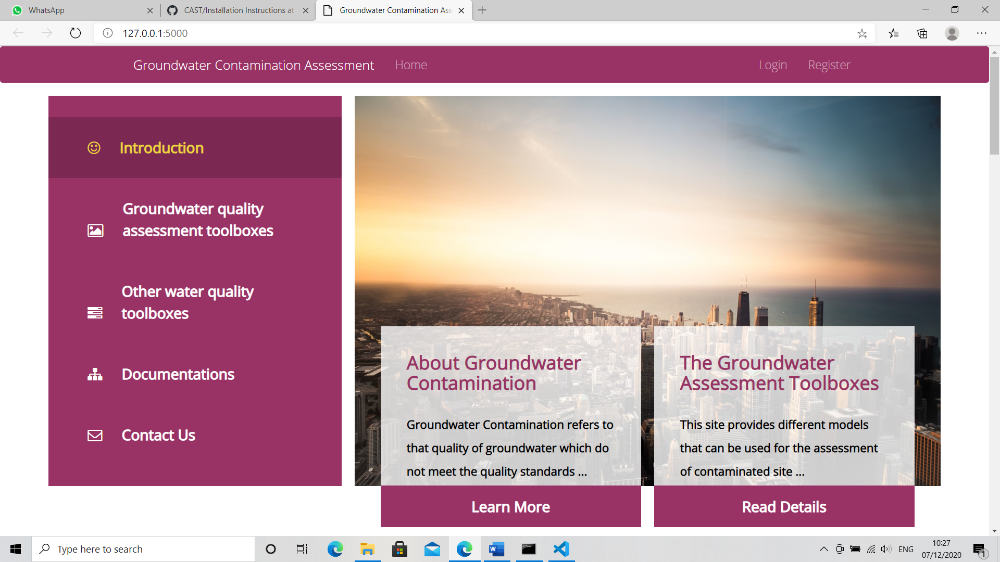 WhatsApp
CAST/Installation Instructions at
Groundwater Contamination Ass
127.0.0.1:5000
Groundwater Contamination Assessment
Home
Login
Register
Introduction
Groundwater quality
assessment toolboxes
Other water quality
toolboxes
Documentations
Contact Us
About Groundwater
Contamination
Groundwater Contamination refers to
that quality of groundwater which do
not meet the quality standards ...
Learn More
The Groundwater
Assessment Toolboxes
This site provides different models
that can be used for the assessment
of contaminated site ...
Read Details
Type here to search
W
ENG
10:27
07/12/2020
1